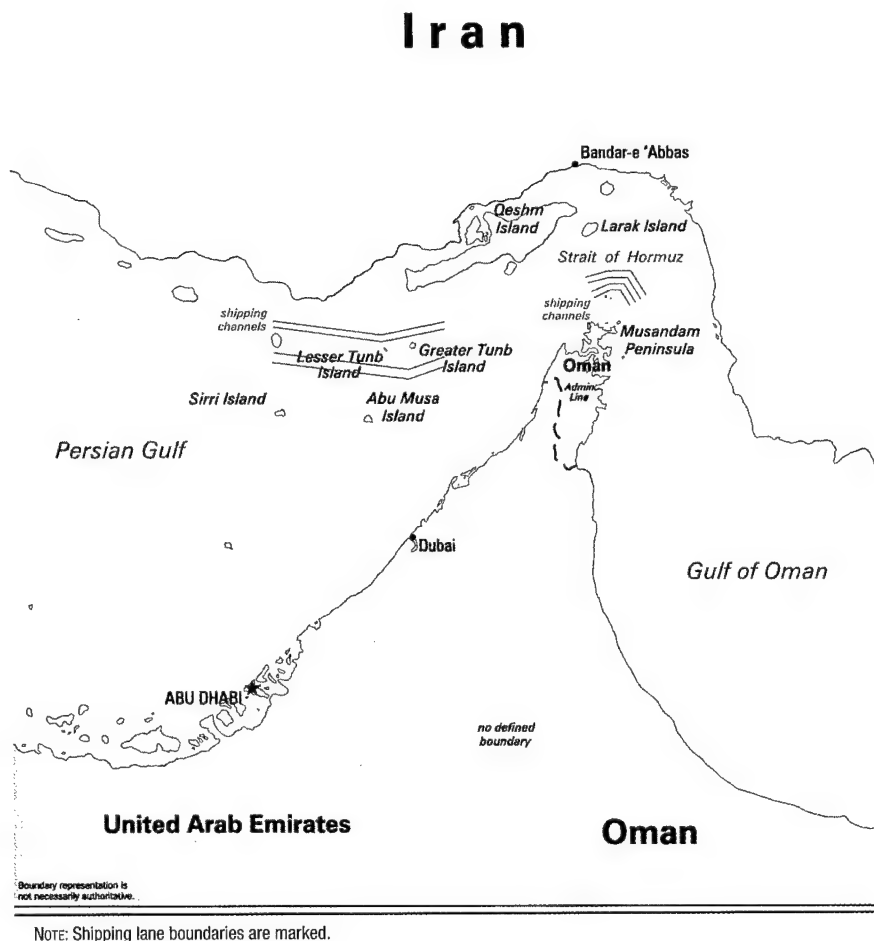 Iran
Bandar-e 'Abbas
Qeshm
Island
Larak Island
Strait of Hormuz
shipping
channels
shipping
channels
Musandam
Peninsula
Lesser Tunb
Island
Greater Tunb
Island
Oman
Admin.
Line
Sirri Island
Abu Musa
Island
Persian Gulf
Dubai
Gulf of Oman
ABU DHABI
no defined
boundary
United Arab Emirates
Oman
Boundary representation is
not necessarily authoritative.
NOTE: Shipping lane boundaries are marked.